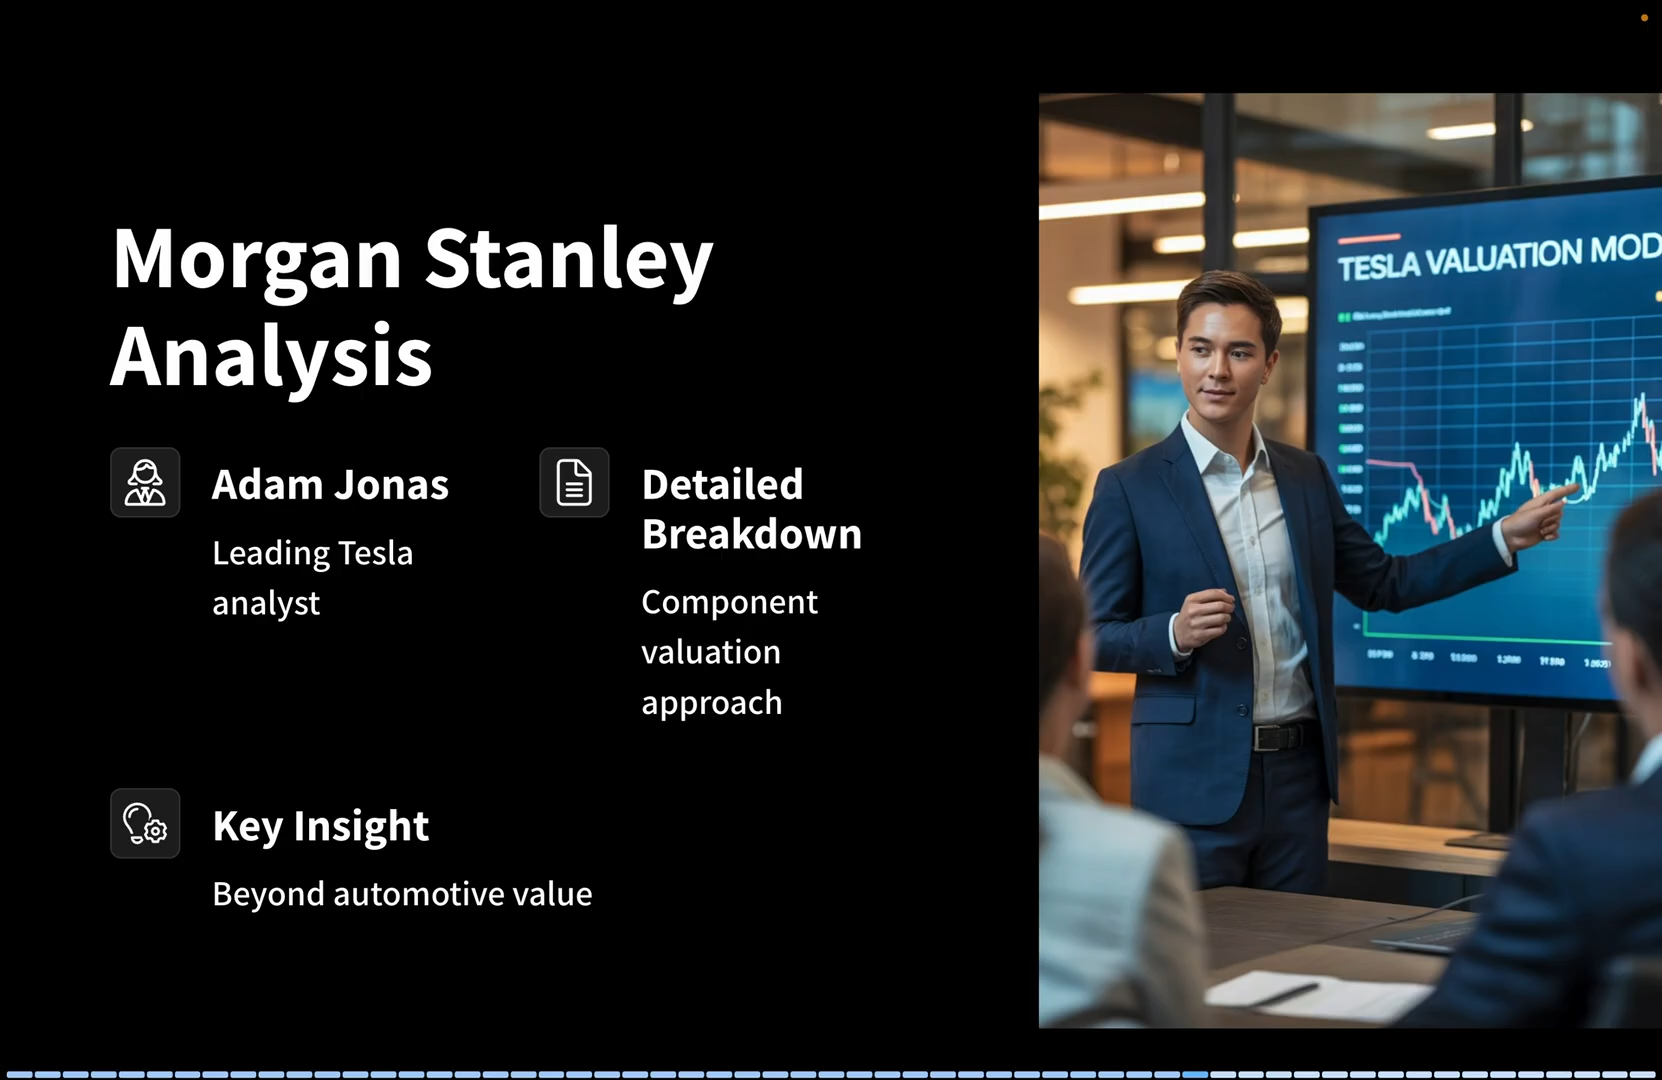 Morgan Stanley
Analysis
Adam Jonas
Leading Tesla
analyst
Detailed
Breakdown
Component
valuation
approach
Key Insight
Beyond automotive value
TESLA VALUATION MOD